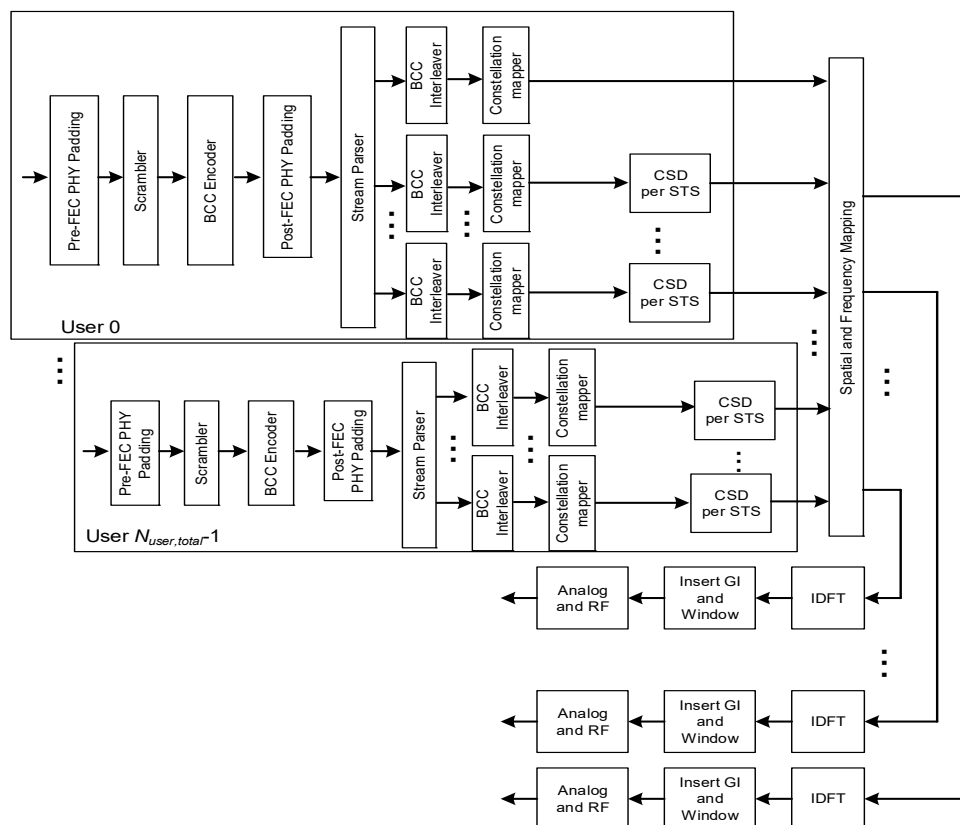 Pre-FEC PHY Padding
Scrambler
BCC Encoder
Post-FEC PHY Padding
Stream Parser
BCC
Interleaver
Constellation
mapper
BCC
Interleaver
Constellation
mapper
CSD
per STS
BCC
Interleaver
Constellation
mapper
CSD
per STS
User 0
Spatial and Frequency Mapping
Pre-FEC PHY
Padding
Scrambler
BCC Encoder
Post-FEC
PHY Padding
Stream Parser
BCC
Interleaver
Constellation
mapper
CSD
per STS
BCC
Interleaver
Constellation
mapper
CSD
per STS
User N_user,total-1
Analog
and RF
Insert GI
and
Window
IDFT
Analog
and RF
Insert GI
and
Window
IDFT
Analog
and RF
Insert GI
and
Window
IDFT